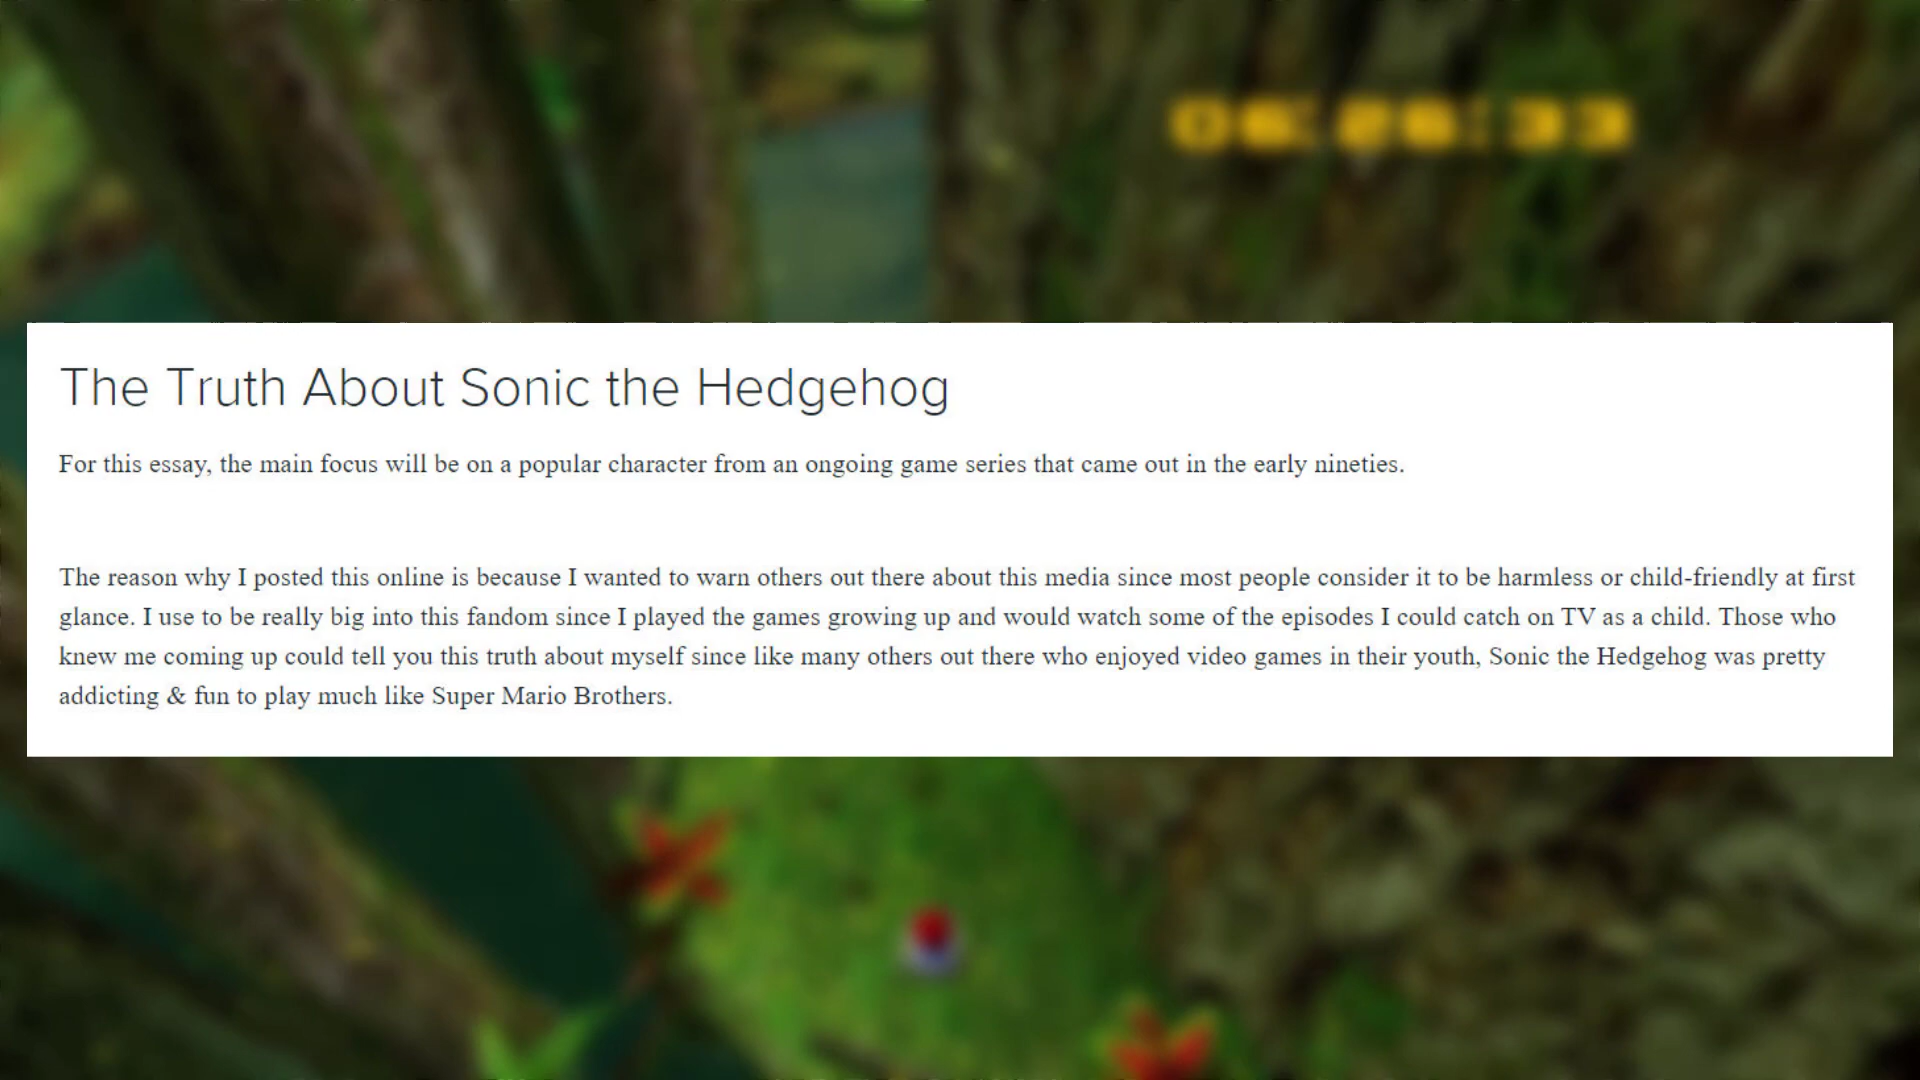 The Truth About Sonic the Hedgehog
For this essay, the main focus will be on a popular character from an ongoing game series that came out in the early nineties.
The reason why I posted this online is because I wanted to warn others out there about this media since most people consider it to be harmless or child-friendly at first
glance. I use to be really big into this fandom since I played the games growing up and would watch some of the episodes I could catch on TV as a child. Those who
knew me coming up could tell you this truth about myself since like many others out there who enjoyed video games in their youth, Sonic the Hedgehog was pretty
addicting & fun to play much like Super Mario Brothers.